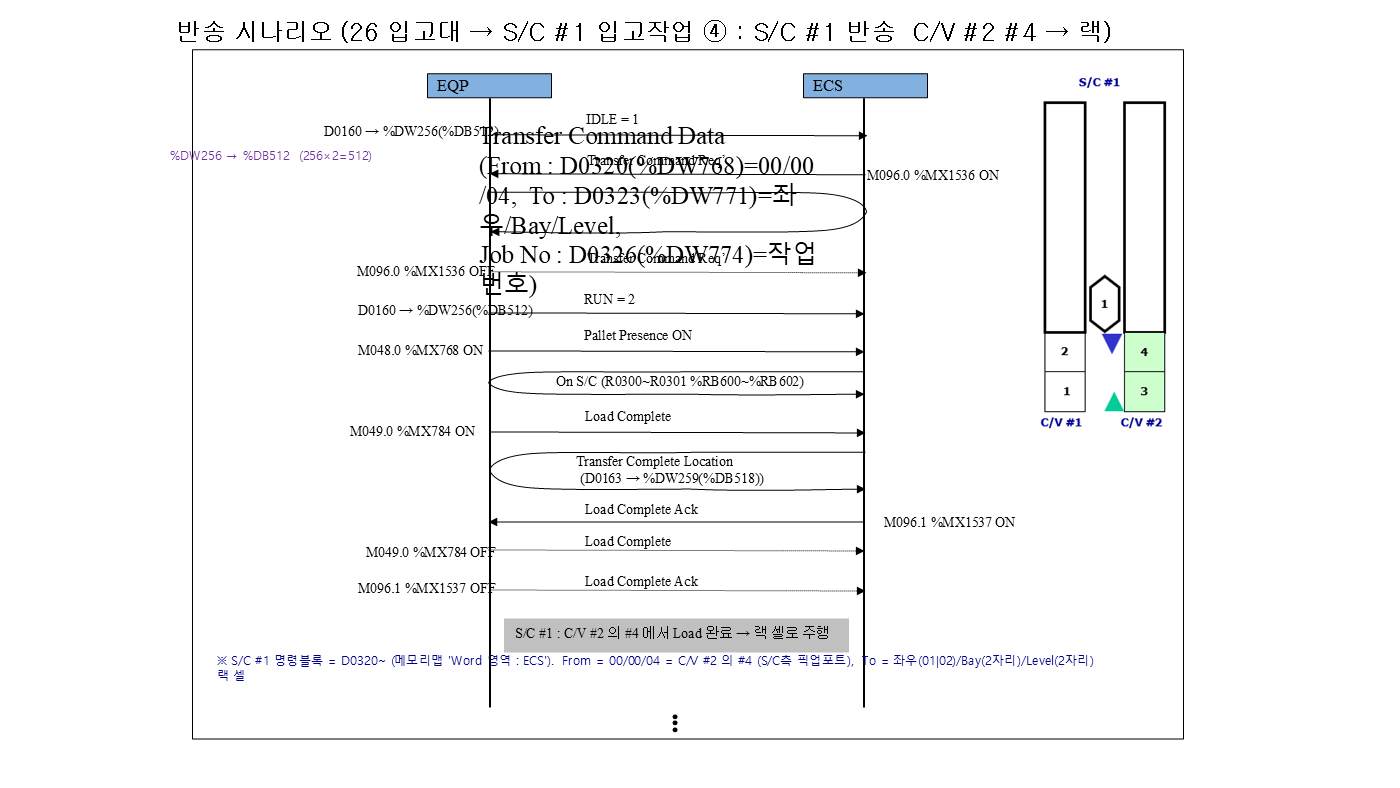 반송 시나리오 (26 입고대 → S/C #1 입고작업 ④ : S/C #1 반송 C/V #2 #4 → 랙)
EQP
ECS
S/C #1
IDLE = 1
D0160 → %DW256(%DB512)
%DW256 → %DB512 (256×2=512)
Transfer Command Data
(From : D0320(%DW768)=00/00
/04, To : D0323(%DW771)=좌
우/Bay/Level,
Job No : D0326(%DW774)=작업
번호)
Transfer Command Req'
M096.0 %MX1536 ON
Transfer Command Req'
M096.0 %MX1536 OFF
RUN = 2
D0160 → %DW256(%DB512)
Pallet Presence ON
M048.0 %MX768 ON
On S/C (R0300~R0301 %RB600~%RB602)
Load Complete
M049.0 %MX784 ON
Transfer Complete Location
(D0163 → %DW259(%DB518))
Load Complete Ack
M096.1 %MX1537 ON
Load Complete
M049.0 %MX784 OFF
Load Complete Ack
M096.1 %MX1537 OFF
1
2
4
1
3
C/V #1
C/V #2
S/C #1 : C/V #2 의 #4 에서 Load 완료 → 랙 셀로 주행
※ S/C #1 명령블록 = D0320~ (메모리맵 'Word 영역 : ECS'). From = 00/00/04 = C/V #2 의 #4 (S/C측 픽업포트), To = 좌우(01|02)/Bay(2자리)/Level(2자리)
랙 셀